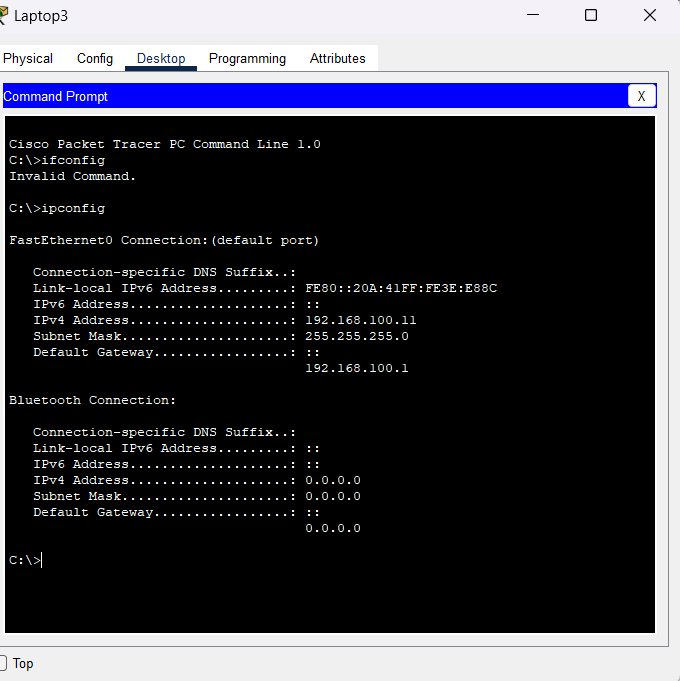 Laptop3
Physical Config Desktop Programming Attributes
Command Prompt X
Cisco Packet Tracer PC Command Line 1.0
C:\>ifconfig
Invalid Command.
C:\>ipconfig
FastEthernet0 Connection:(default port)
Connection-specific DNS Suffix..:
Link-local IPv6 Address.........: FE80::20A:41FF:FE3E:E88C
IPv6 Address....................: ::
IPv4 Address....................: 192.168.100.11
Subnet Mask.....................: 255.255.255.0
Default Gateway.................: ::
192.168.100.1
Bluetooth Connection:
Connection-specific DNS Suffix..:
Link-local IPv6 Address.........: ::
IPv6 Address....................: ::
IPv4 Address....................: 0.0.0.0
Subnet Mask.....................: 0.0.0.0
Default Gateway.................: ::
0.0.0.0
C:\>
Top